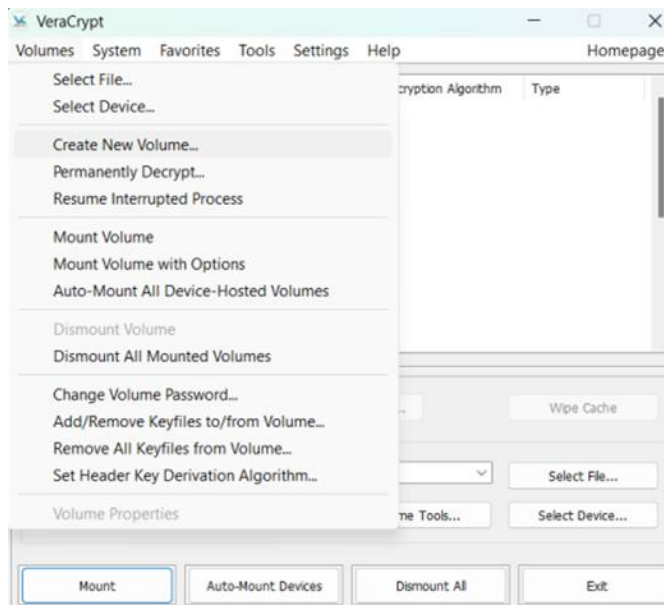 VeraCrypt
Volumes System Favorites Tools Settings Help Homepage
Select File...
Select Device...
Algorithm Type
Create New Volume...
Permanently Decrypt...
Resume Interrupted Process
Mount Volume
Mount Volume with Options
Auto-Mount All Device-Hosted Volumes
Dismount Volume
Dismount All Mounted Volumes
Change Volume Password...
Add/Remove Keyfiles to/from Volume...
Wipe Cache
Remove All Keyfiles from Volume...
Set Header Key Derivation Algorithm...
Select File...
Volume Properties
Tools...
Select Device...
Mount Auto-Mount Devices Dismount All Exit